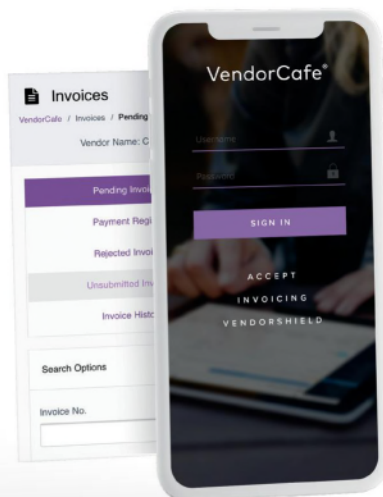 Invoices
VendorCafe / Invoices / Pending
Vendor Name: C
Pending Invoi
Payment Regi
Rejected Invoi
Unsubmitted Inv
Invoice Histo
Search Options
Invoice No.
VendorCafe®
Username
Password
SIGN IN
ACCEPT
INVOICING
VENDORSHIELD